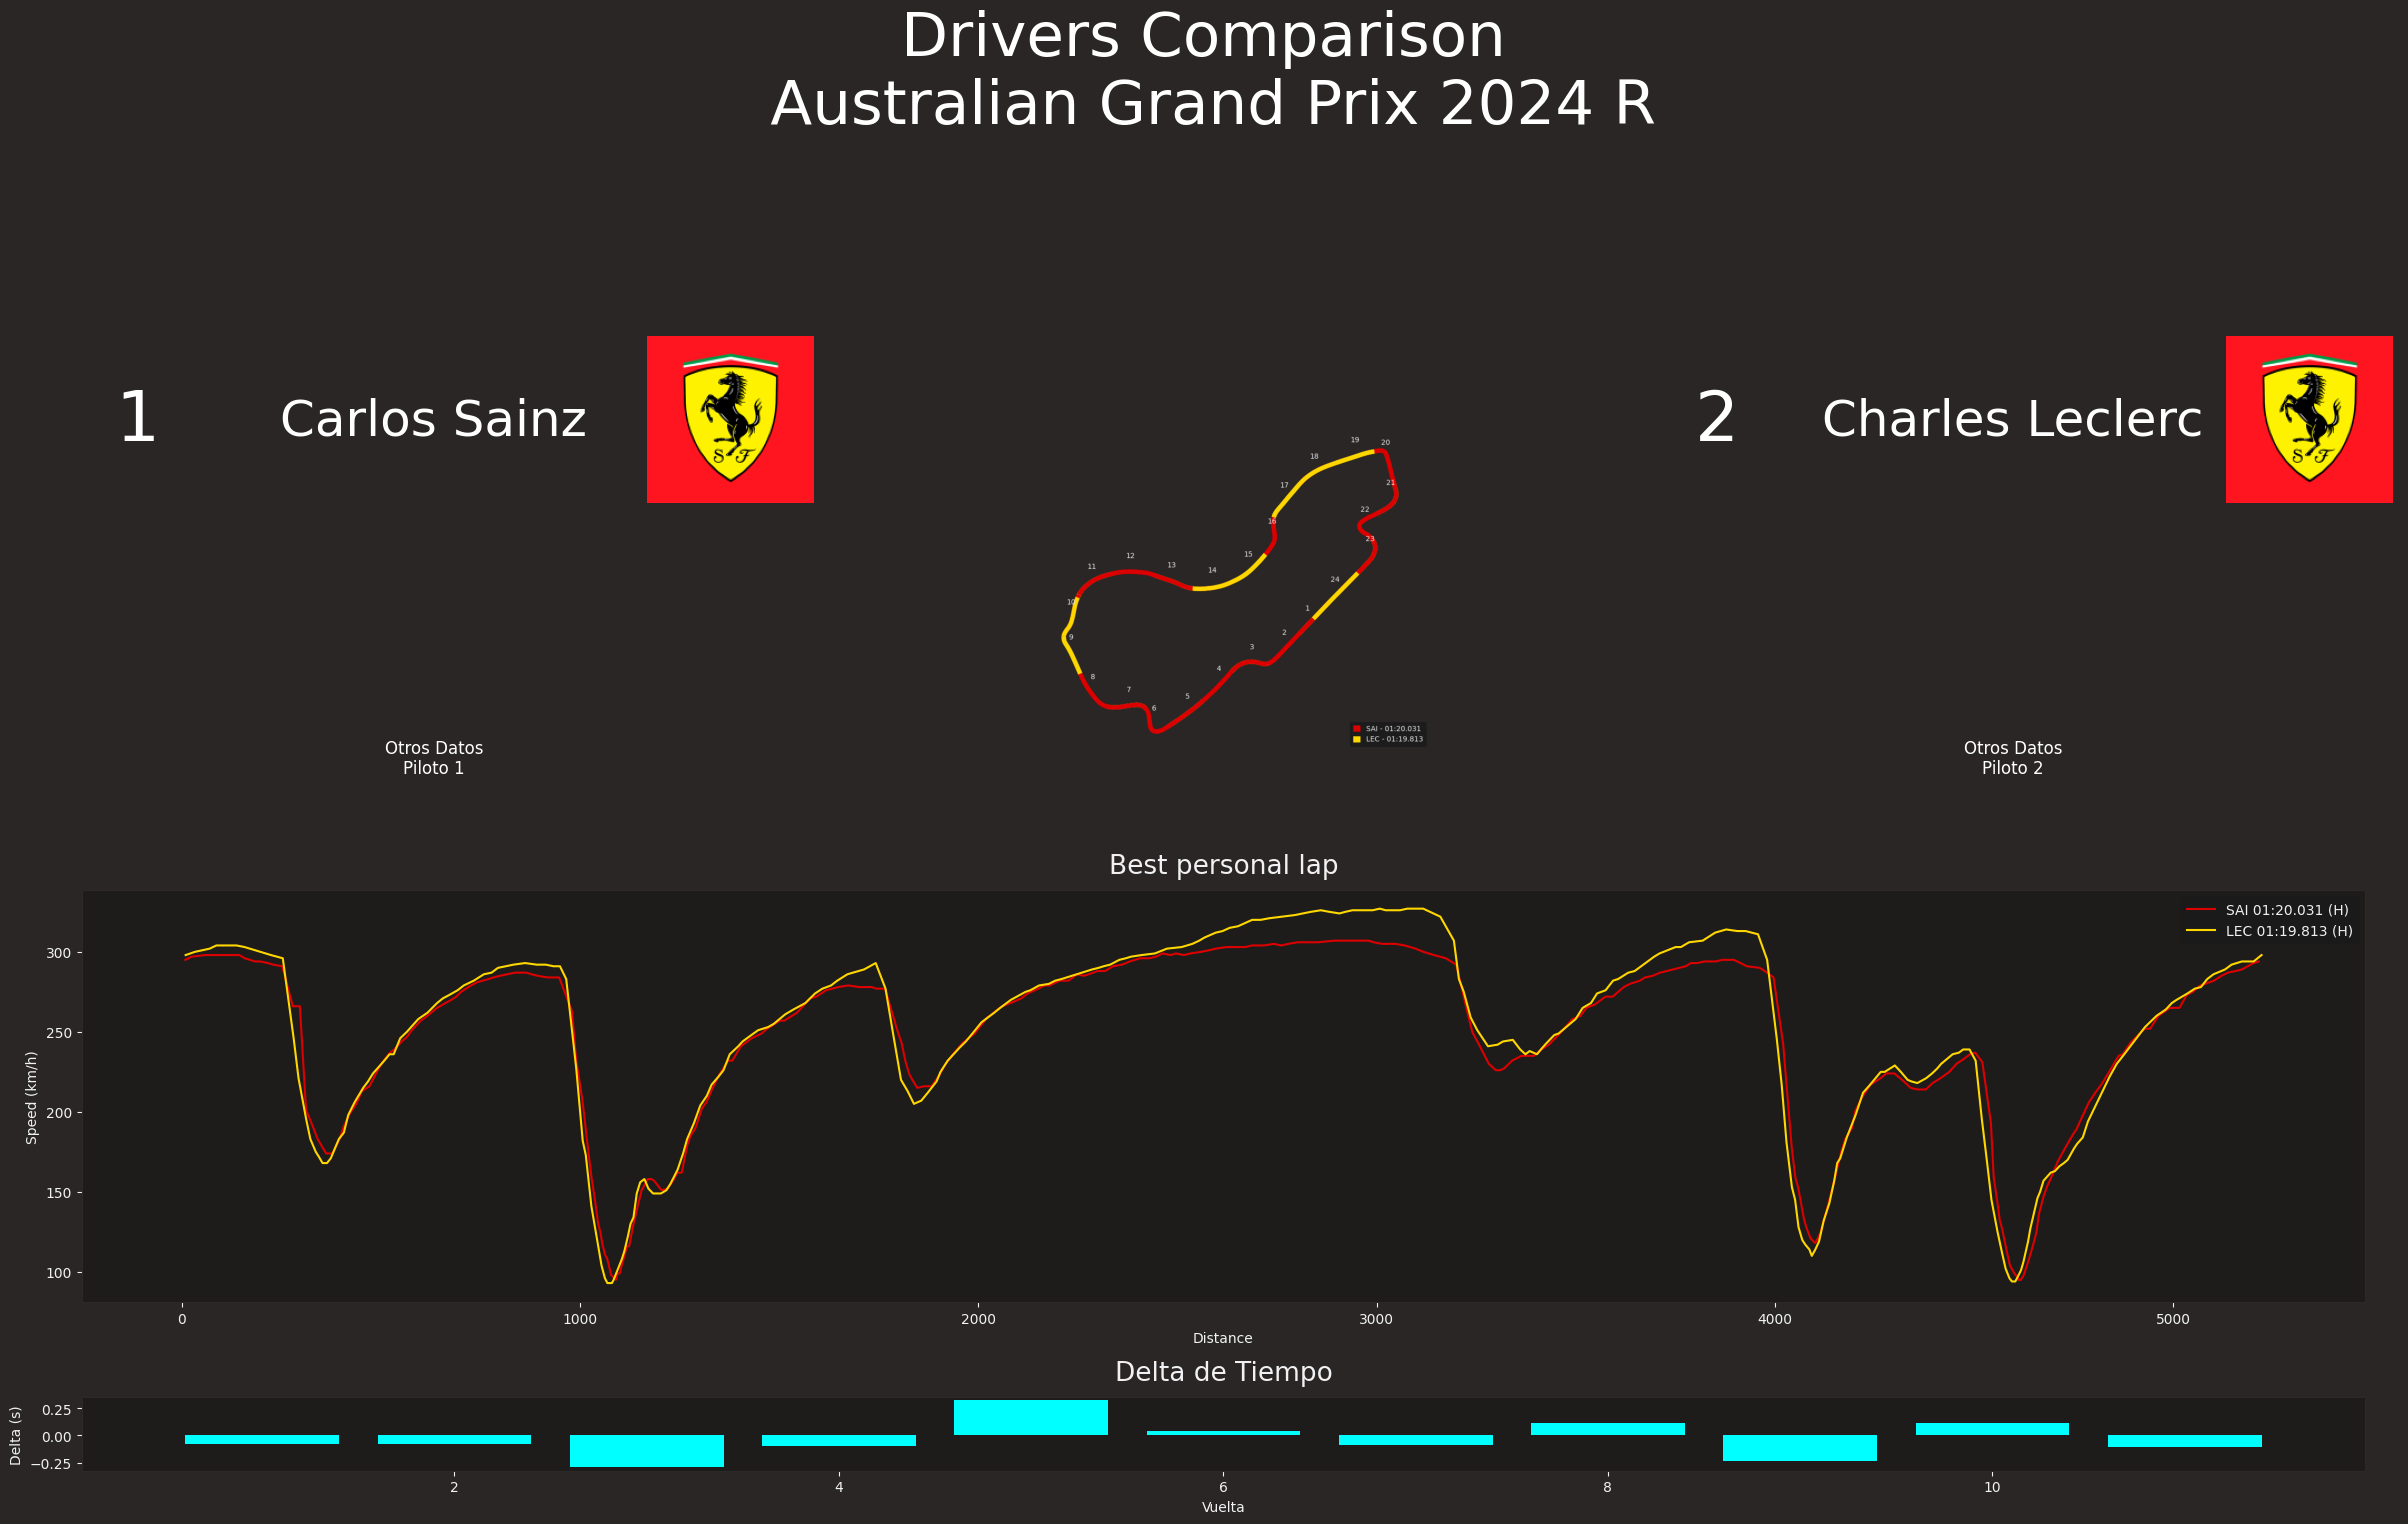 Drivers Comparison
Australian Grand Prix 2024 R
1
Carlos Sainz
S F
2
Charles Leclerc
S F
19
20
18
17
21
16
22
23
15
14
13
12
11
24
10
1
9
2
3
4
8
7
5
6
SAI - 01:20.031
LEC - 01:19.813
Otros Datos
Piloto 1
Otros Datos
Piloto 2
Best personal lap
SAI 01:20.031 (H)
LEC 01:19.813 (H)
Speed (km/h)
300
250
200
150
100
0
1000
2000
3000
4000
5000
Distance
Delta de Tiempo
Delta (s)
0.25
0.00
−0.25
2
4
6
8
10
Vuelta